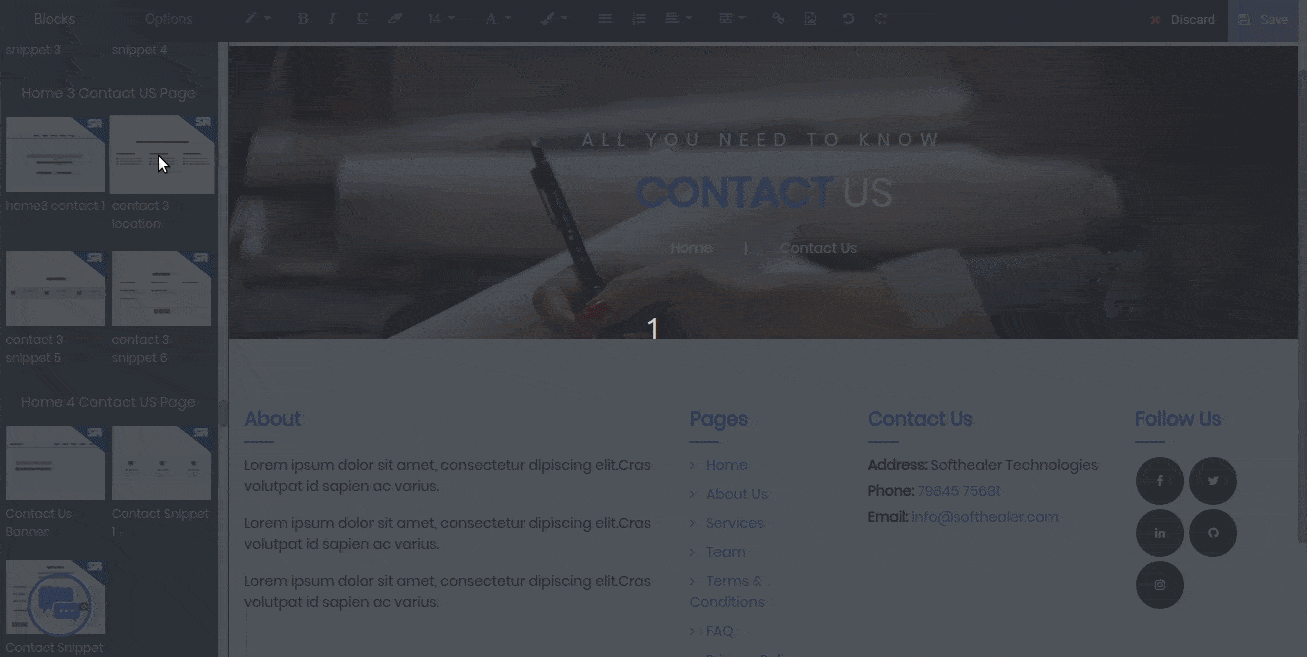 Blocks
Options
14
Discard
Save
snippet 3
snippet 4
Home 3 Contact US Page
home3 contact 1
contact 3 location
contact 3 snippet 5
contact 3 snippet 6
Home 4 Contact US Page
Contact Us Banner
Contact Snippet 1
Contact Snippet
ALL YOU NEED TO KNOW
CONTACT US
Home | Contact Us
1
About
Lorem ipsum dolor sit amet, consectetur dipiscing elit.Cras
volutpat id sapien ac varius.
Lorem ipsum dolor sit amet, consectetur dipiscing elit.Cras
volutpat id sapien ac varius.
Lorem ipsum dolor sit amet, consectetur dipiscing elit.Cras
volutpat id sapien ac varius.
Pages
> Home
> About Us
> Services
> Team
> Terms &
Conditions
> FAQ
Contact Us
Address: Softhealer Technologies
Phone: 79845 75681
Email: info@softhealer.com
Follow Us